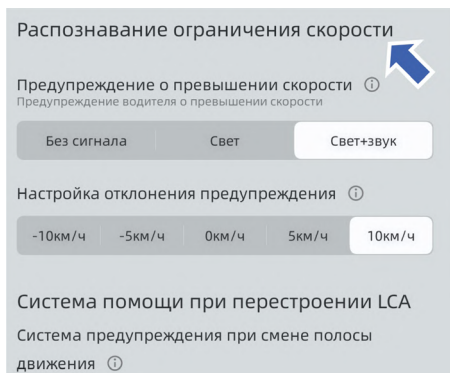 Распознавание ограничения скорости
Предупреждение о превышении скорости
Предупреждение водителя о превышении скорости
Без сигнала Свет Свет+звук
Настройка отклонения предупреждения
-10км/ч -5км/ч 0км/ч 5км/ч 10км/ч
Система помощи при перестроении LCA
Система предупреждения при смене полосы
движения